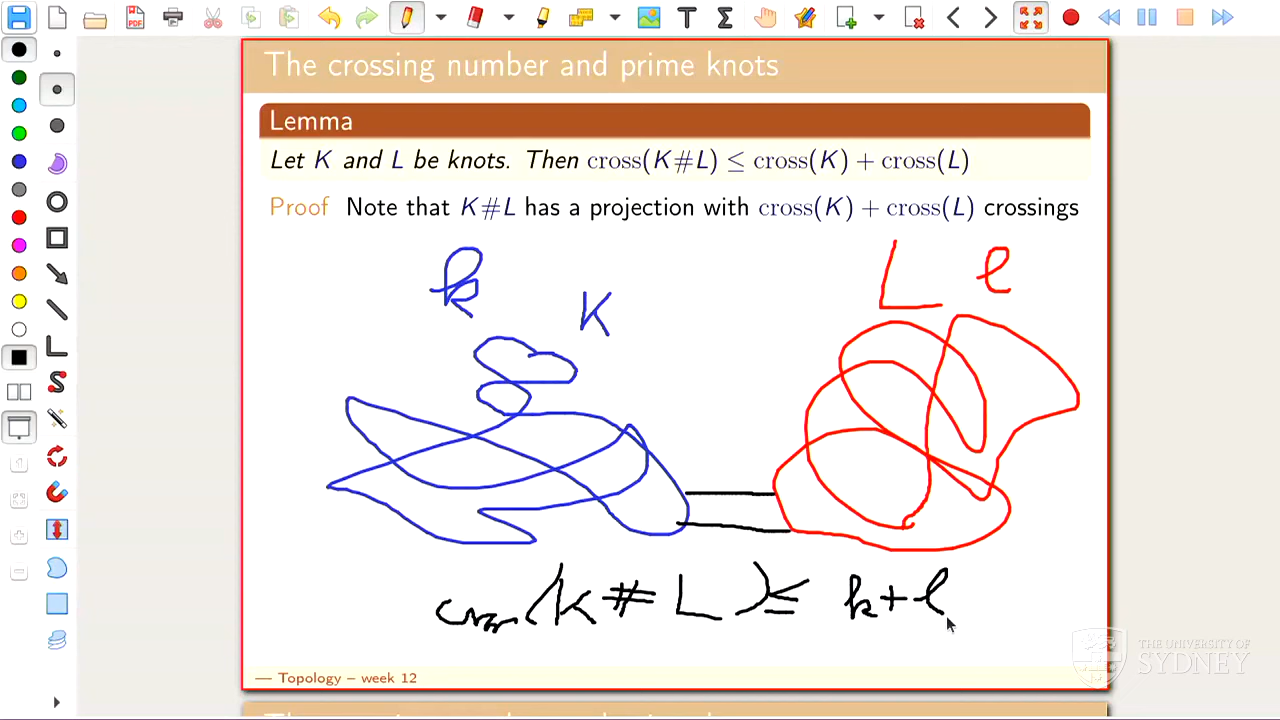 The crossing number and prime knots
Lemma
Let K and L be knots. Then cross(K#L) ≤ cross(K) + cross(L)
Proof Note that K#L has a projection with cross(K) + cross(L) crossings
k
K
L
l
cross(K # L) ≤ k+l
THE UNIVERSITY OF
SYDNEY
— Topology – week 12